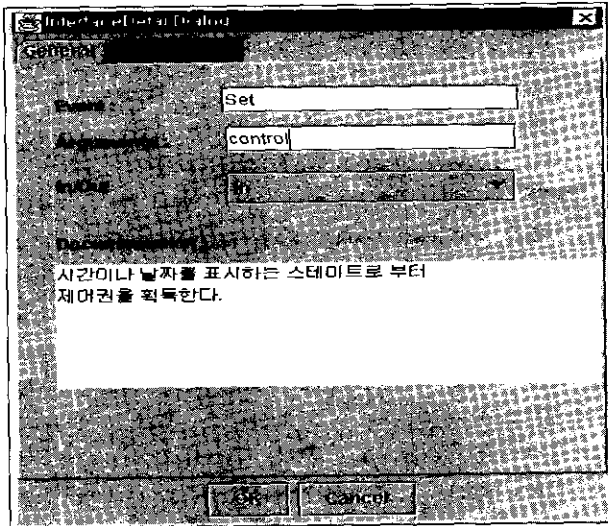 InterfaceDetailDialog
General
Event :
Set
Arguments :
control
In/Out
In
Documentation
시간이나 날짜를 표시하는 스테이트로 부터
제어권을 획득한다.
OK
Cancel